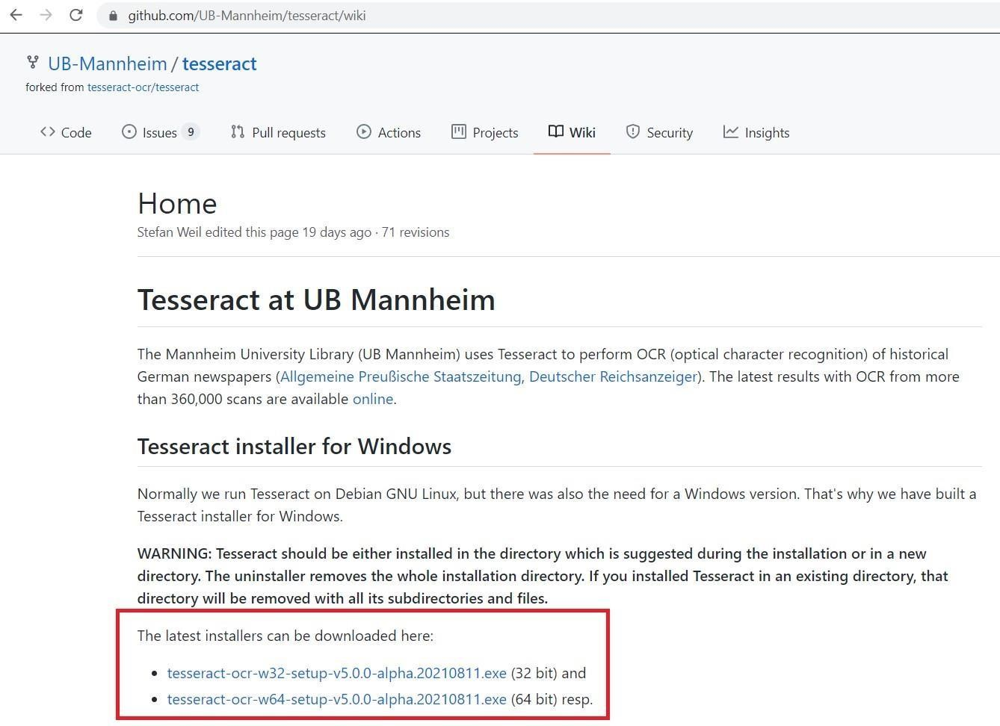 github.com/UB-Mannheim/tesseract/wiki
UB-Mannheim / tesseract
forked from tesseract-ocr/tesseract
Code Issues 9 Pull requests Actions Projects Wiki Security Insights
Home
Stefan Weil edited this page 19 days ago · 71 revisions
Tesseract at UB Mannheim
The Mannheim University Library (UB Mannheim) uses Tesseract to perform OCR (optical character recognition) of historical
German newspapers (Allgemeine Preußische Staatszeitung, Deutscher Reichsanzeiger). The latest results with OCR from more
than 360,000 scans are available online.
Tesseract installer for Windows
Normally we run Tesseract on Debian GNU Linux, but there was also the need for a Windows version. That's why we have built a
Tesseract installer for Windows.
WARNING: Tesseract should be either installed in the directory which is suggested during the installation or in a new
directory. The uninstaller removes the whole installation directory. If you installed Tesseract in an existing directory, that
directory will be removed with all its subdirectories and files.
The latest installers can be downloaded here:
• tesseract-ocr-w32-setup-v5.0.0-alpha.20210811.exe (32 bit) and
• tesseract-ocr-w64-setup-v5.0.0-alpha.20210811.exe (64 bit) resp.